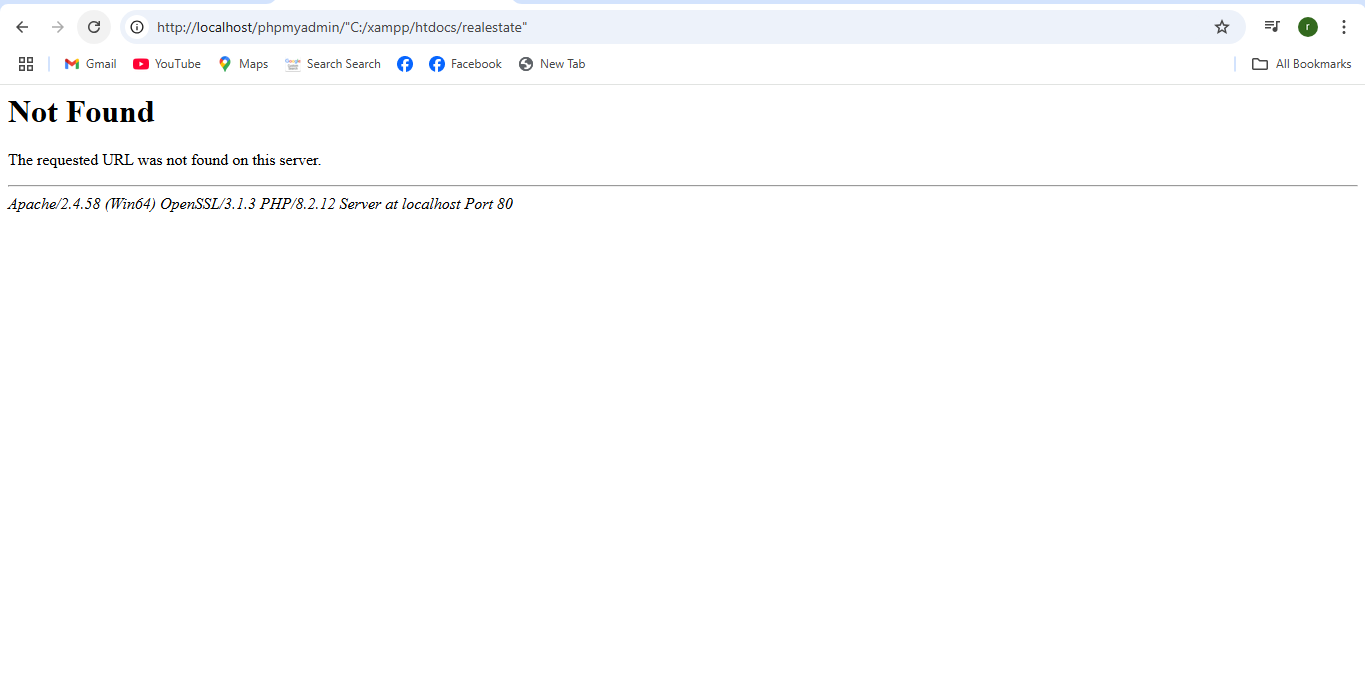 http://localhost/phpmyadmin/"C:/xampp/htdocs/realestate"
r
Gmail YouTube Maps Search Search Facebook New Tab All Bookmarks
Not Found
The requested URL was not found on this server.
Apache/2.4.58 (Win64) OpenSSL/3.1.3 PHP/8.2.12 Server at localhost Port 80